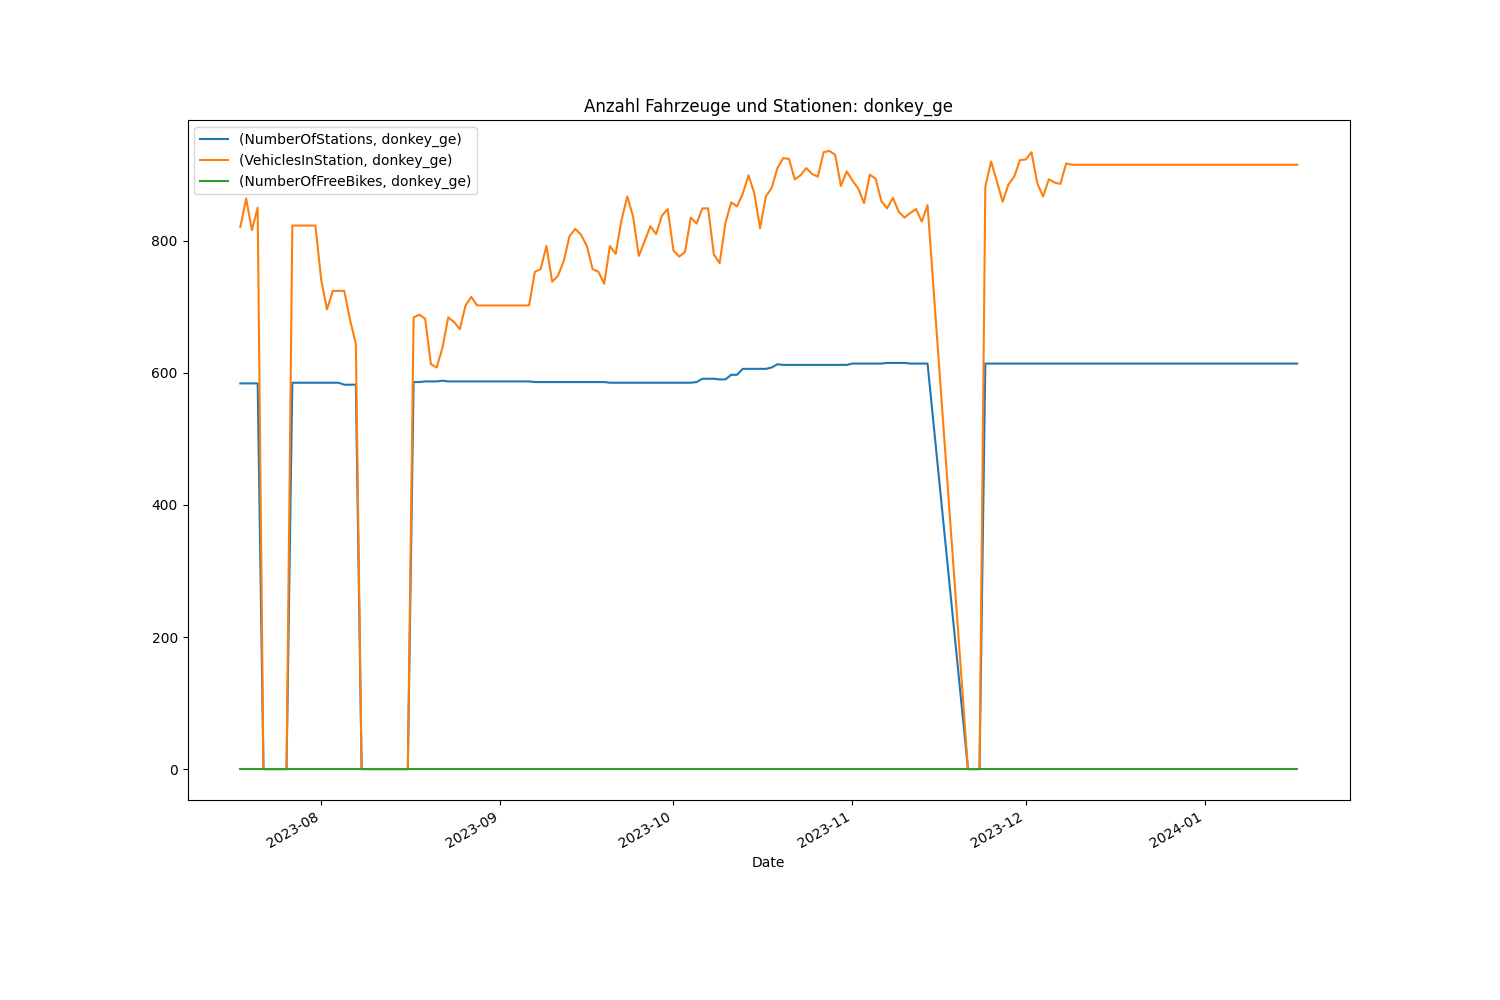 Anzahl Fahrzeuge und Stationen: donkey_ge
(NumberOfStations, donkey_ge)
(VehiclesInStation, donkey_ge)
(NumberOfFreeBikes, donkey_ge)
800
600
400
200
0
2023-08
2023-09
2023-10
2023-11
2023-12
2024-01
Date